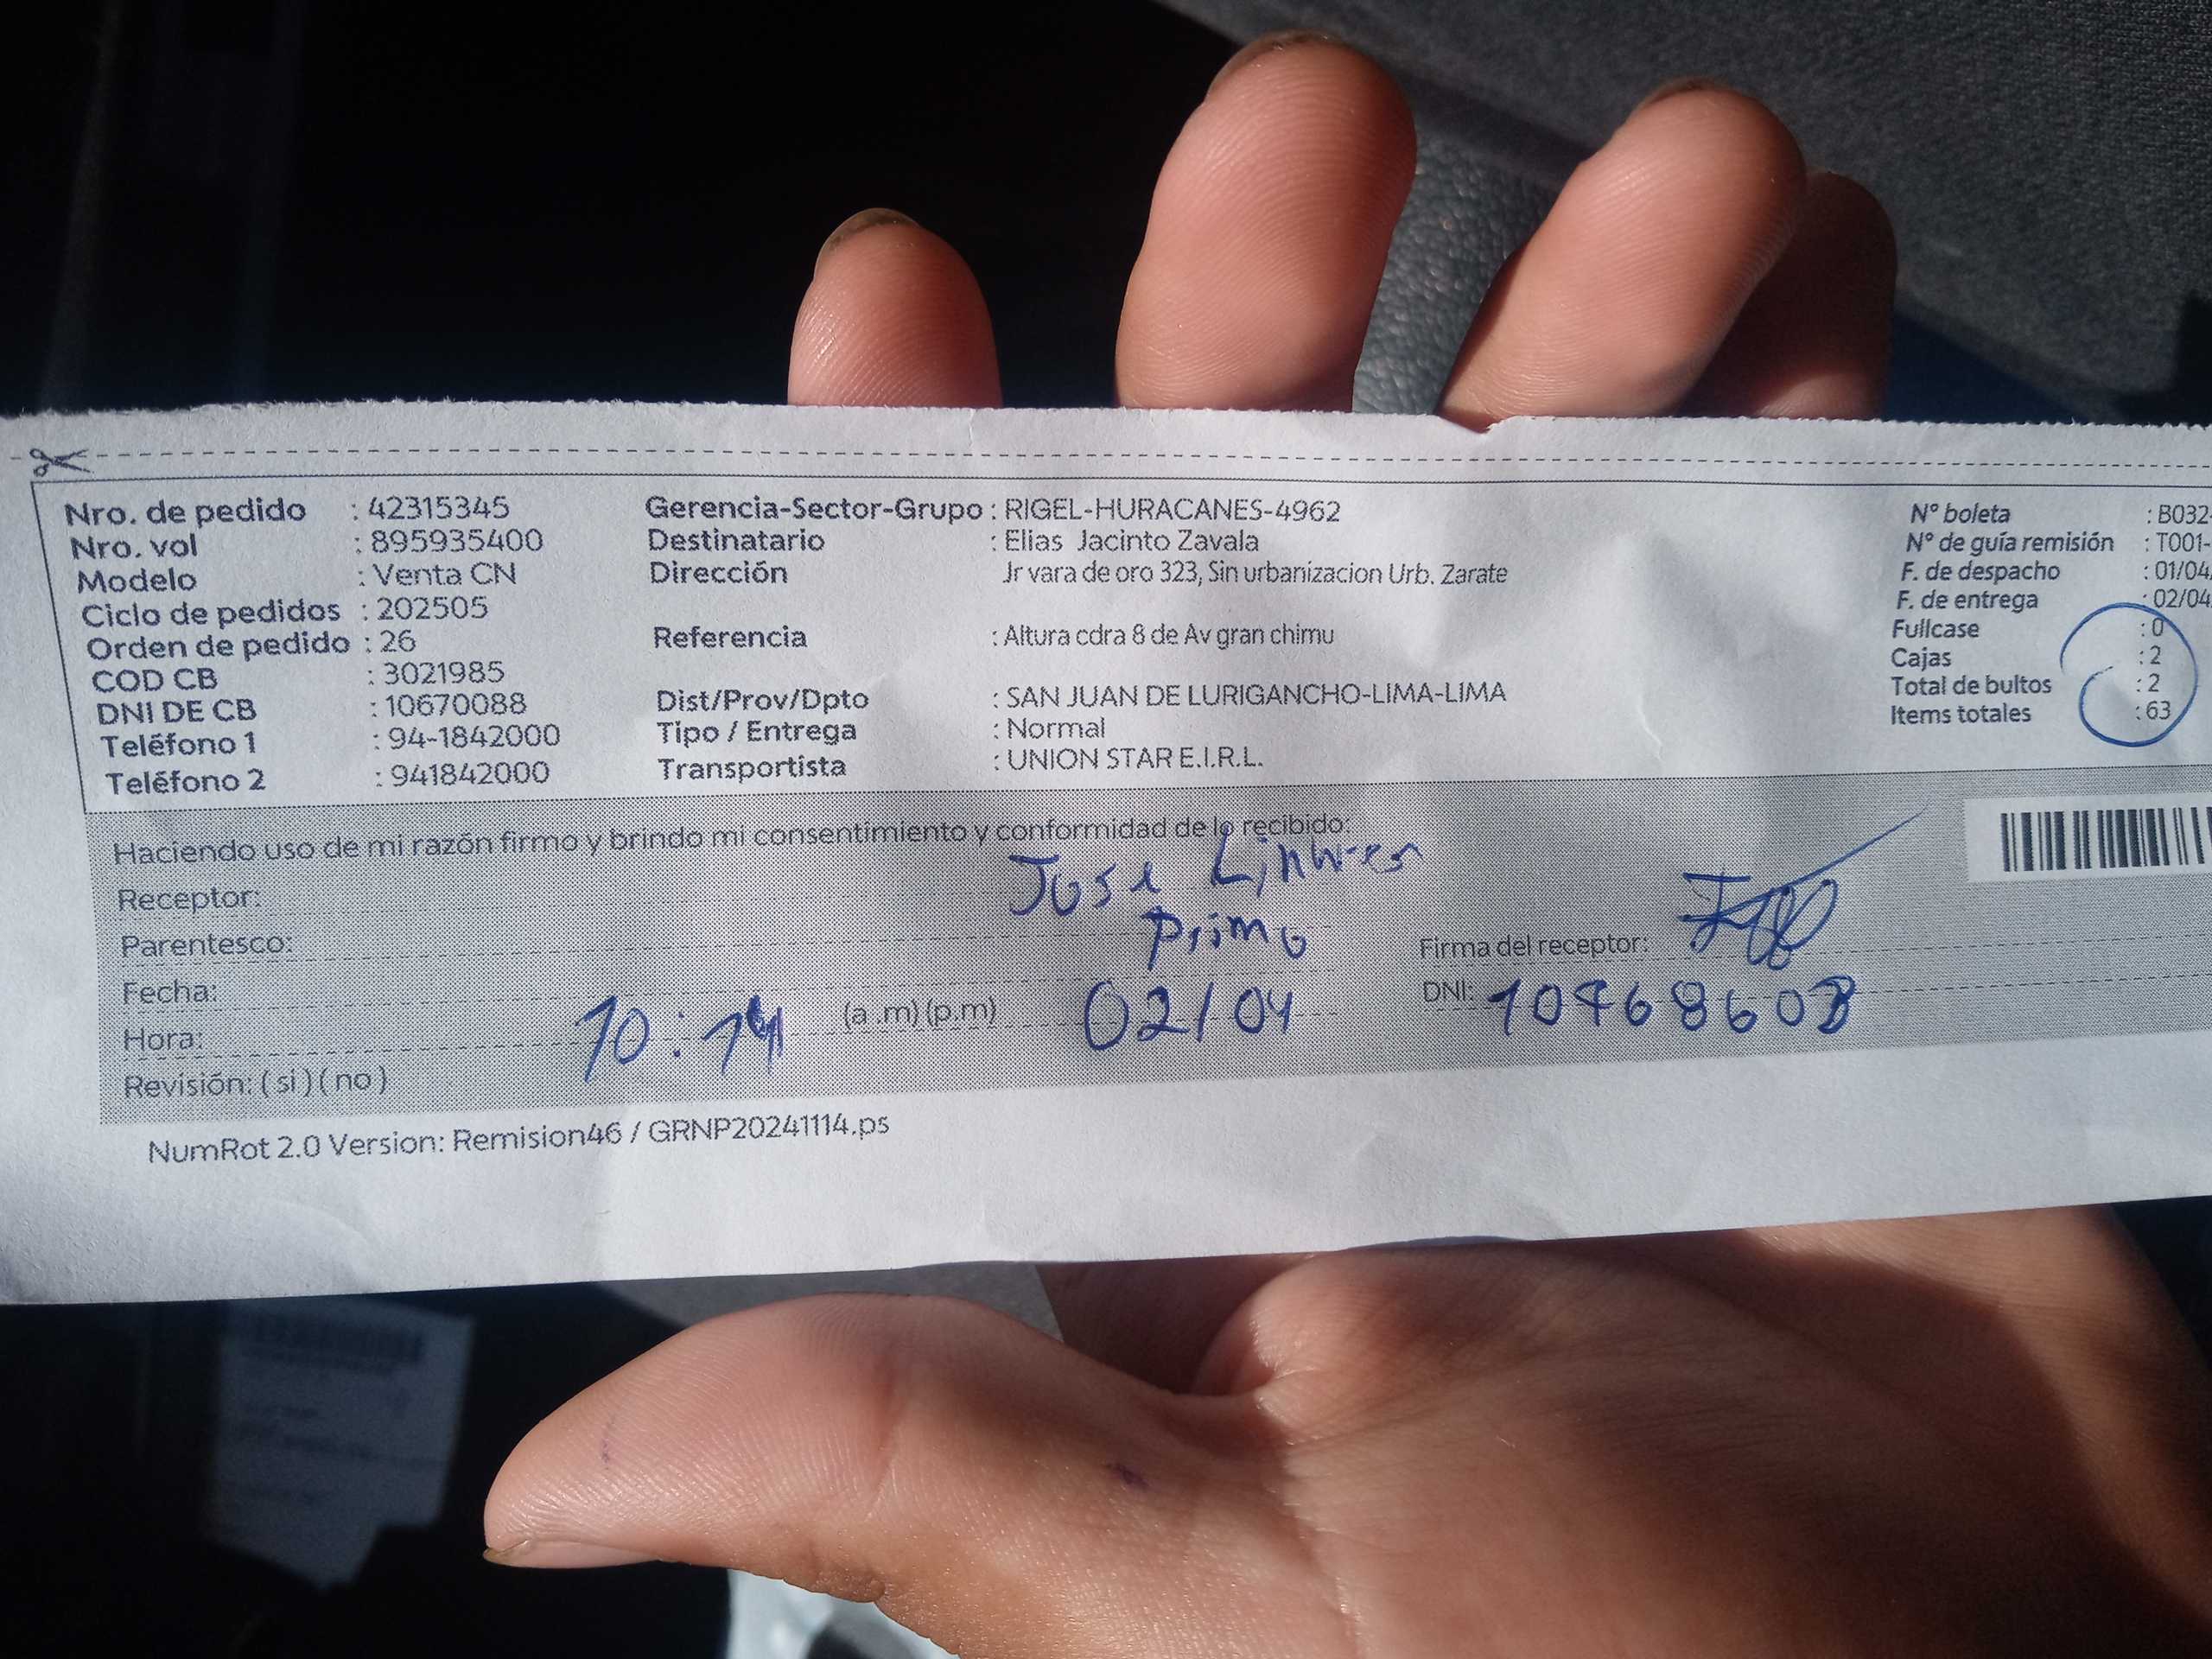 Nro. de pedido : 42315345
Nro. vol : 895935400
Modelo : Venta CN
Ciclo de pedidos : 202505
Orden de pedido : 26
COD CB : 3021985
DNI DE CB : 10670088
Teléfono 1 : 94-1842000
Teléfono 2 : 941842000
Gerencia-Sector-Grupo : RIGEL-HURACANES-4962
Destinatario : Elias Jacinto Zavala
Dirección Jr vara de oro 323, Sin urbanizacion Urb. Zarate
Referencia : Altura cdra 8 de Av gran chimu
Dist/Prov/Dpto : SAN JUAN DE LURIGANCHO-LIMA-LIMA
Tipo / Entrega : Normal
Transportista : UNION STAR E.I.R.L.
N° boleta : B032-
N° de guía remisión : T001-
F. de despacho : 01/04
F. de entrega : 02/04
Fullcase : 0
Cajas : 2
Total de bultos : 2
Items totales : 63
Haciendo uso de mi razón firmo y brindo mi consentimiento y conformidad de lo recibido:
Receptor: Jose Linares
Parentesco: primo
Firma del receptor:
Fecha: 02/04
DNI:
Hora: 10:14 (a .m) (p.m)
Revisión: ( si ) ( no )
NumRot 2.0 Version: Remision46 / GRNP20241114.ps